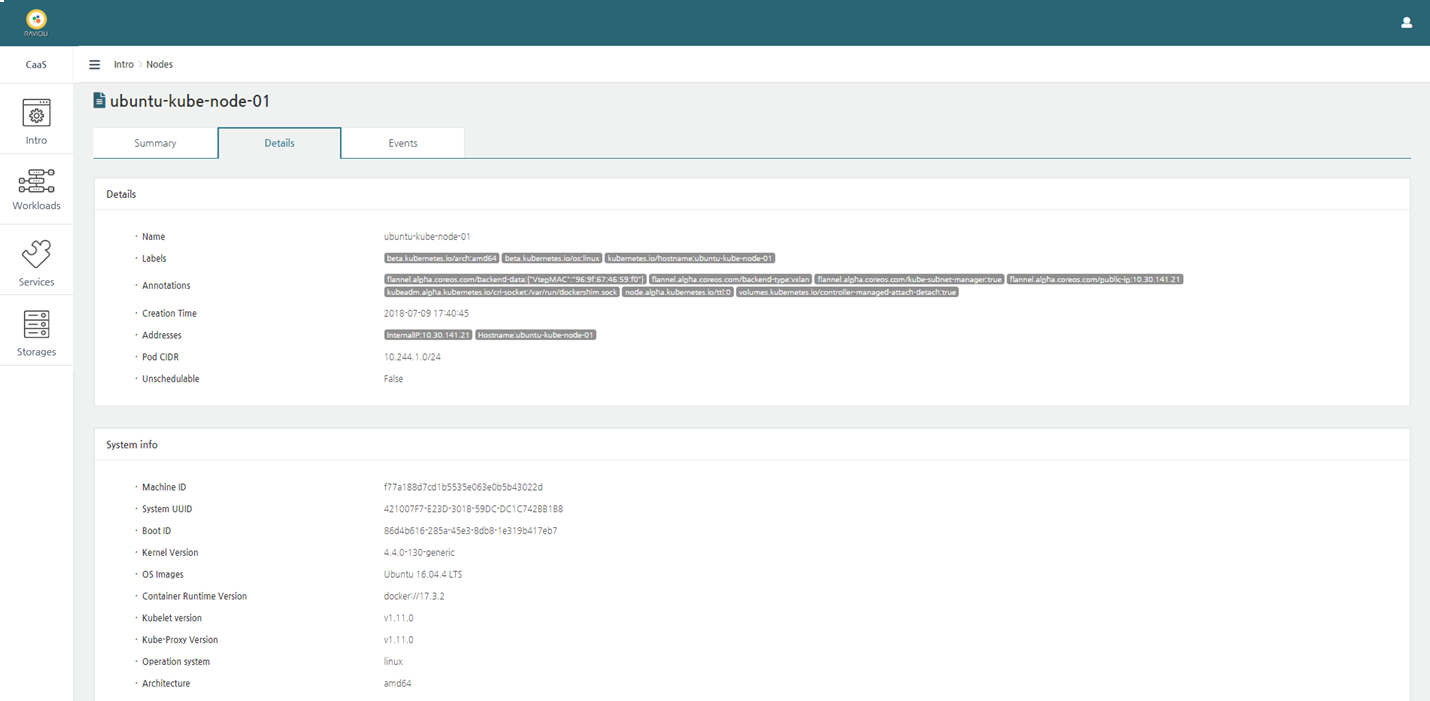 RAVIOLI
CaaS
Intro > Nodes
Intro
Workloads
Services
Storages
ubuntu-kube-node-01
Summary Details Events
Details
· Name ubuntu-kube-node-01
· Labels beta.kubernetes.io/arch:amd64 beta.kubernetes.io/os:linux kubernetes.io/hostname:ubuntu-kube-node-01
· Annotations flannel.alpha.coreos.com/backend-data:{"VtepMAC":"96:9f:67:46:59:f0"} flannel.alpha.coreos.com/backend-type:vxlan flannel.alpha.coreos.com/kube-subnet-manager:true flannel.alpha.coreos.com/public-ip:10.30.141.21
kubeadm.alpha.kubernetes.io/cri-socket:/var/run/dockershim.sock node.alpha.kubernetes.io/ttl:0 volumes.kubernetes.io/controller-managed-attach-detach:true
· Creation Time 2018-07-09 17:40:45
· Addresses InternalIP:10.30.141.21 Hostname:ubuntu-kube-node-01
· Pod CIDR 10.244.1.0/24
· Unschedulable False
System info
· Machine ID f77a188d7cd1b5535e063e0b5b43022d
· System UUID 421007F7-E23D-301B-59DC-DC1C742BB1B8
· Boot ID 86d4b616-285a-45e3-8db8-1e319b417eb7
· Kernel Version 4.4.0-130-generic
· OS Images Ubuntu 16.04.4 LTS
· Container Runtime Version docker://17.3.2
· Kubelet version v1.11.0
· Kube-Proxy Version v1.11.0
· Operation system linux
· Architecture amd64